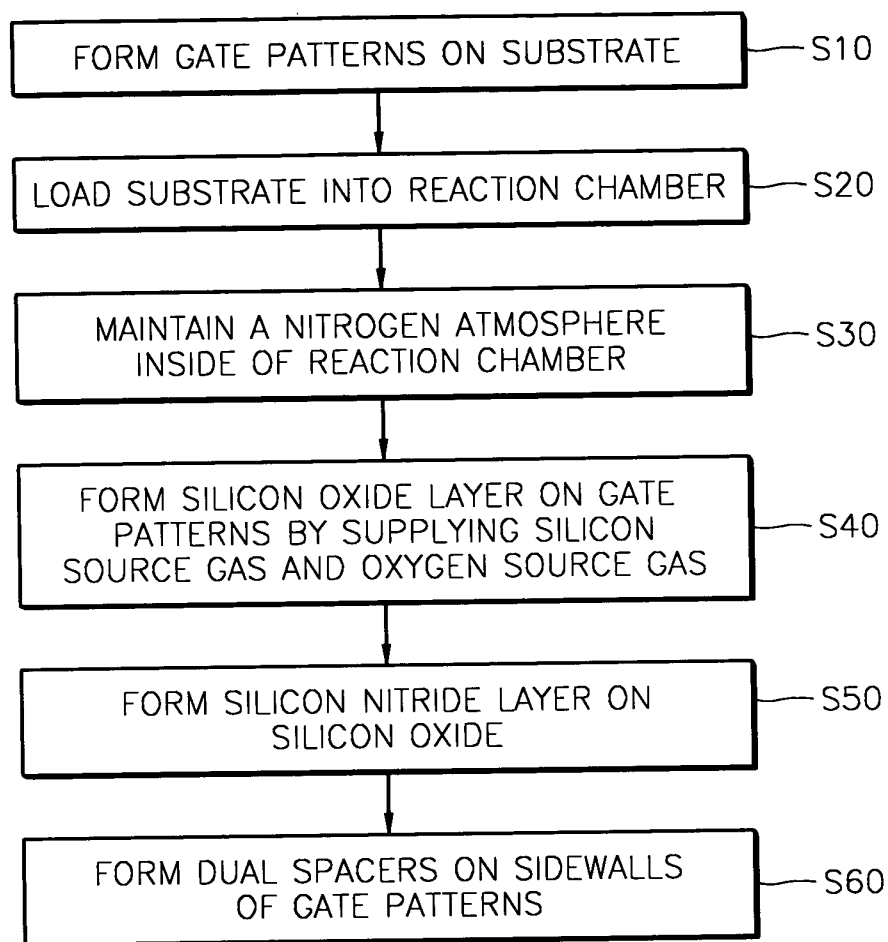 FORM GATE PATTERNS ON SUBSTRATE
S10
LOAD SUBSTRATE INTO REACTION CHAMBER
S20
MAINTAIN A NITROGEN ATMOSPHERE
INSIDE OF REACTION CHAMBER
S30
FORM SILICON OXIDE LAYER ON GATE
PATTERNS BY SUPPLYING SILICON
SOURCE GAS AND OXYGEN SOURCE GAS
S40
FORM SILICON NITRIDE LAYER ON
SILICON OXIDE
S50
FORM DUAL SPACERS ON SIDEWALLS
OF GATE PATTERNS
S60